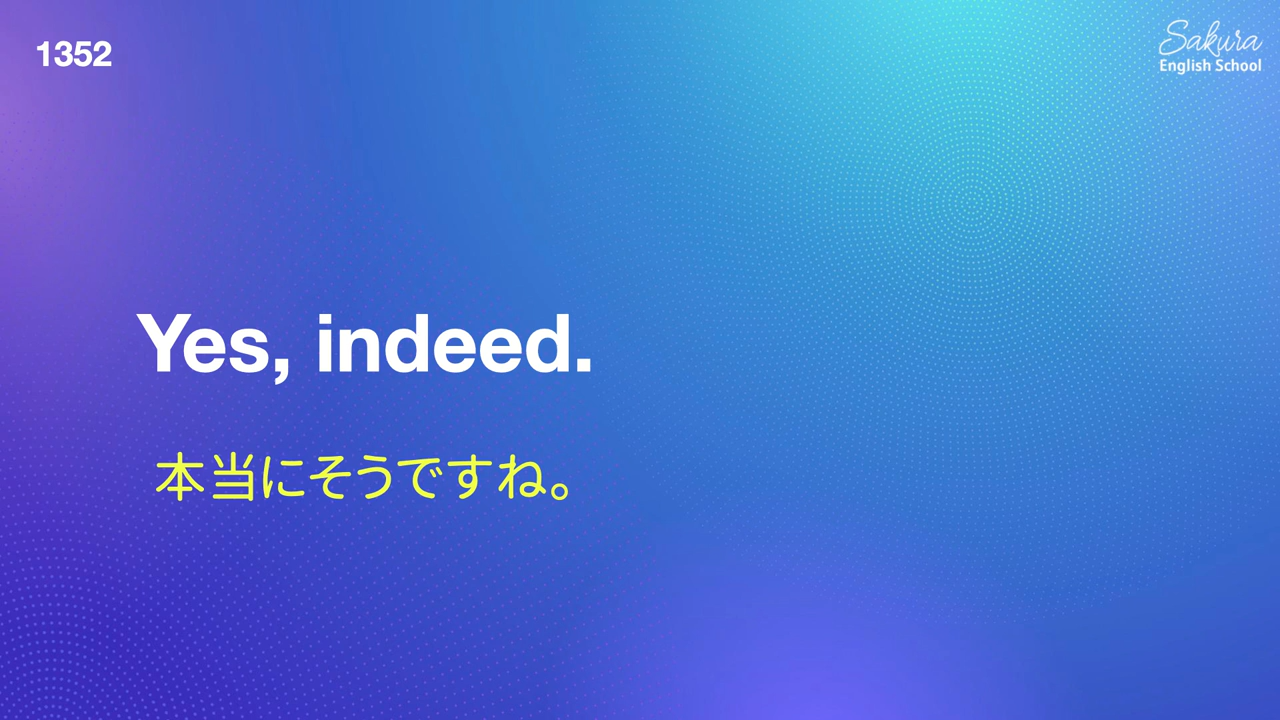 1352
Sakura
English School
Yes, indeed.
本当にそうですね。